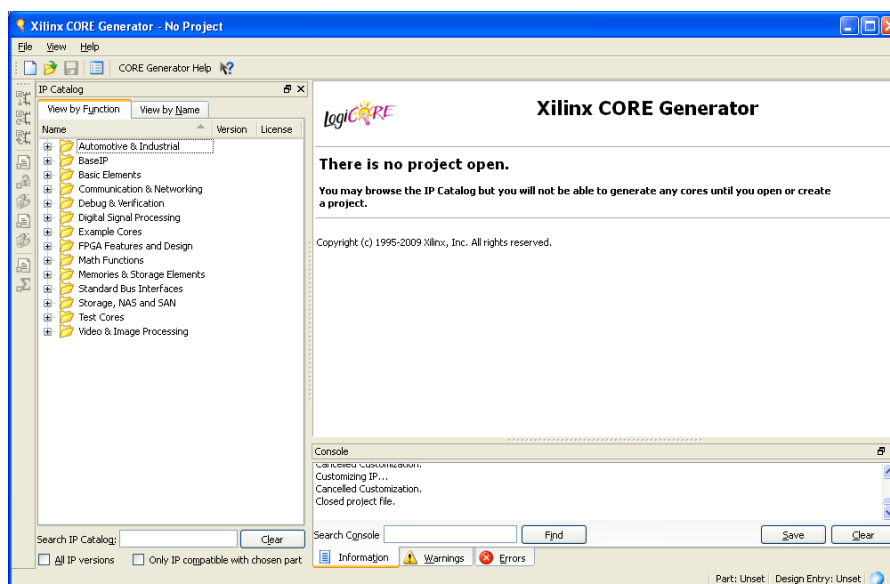 Xilinx CORE Generator - No Project
File View Help
CORE Generator Help
IP Catalog
View by Function View by Name
Name Version License
Automotive & Industrial
BaseIP
Basic Elements
Communication & Networking
Debug & Verification
Digital Signal Processing
Example Cores
FPGA Features and Design
Math Functions
Memories & Storage Elements
Standard Bus Interfaces
Storage, NAS and SAN
Test Cores
Video & Image Processing
Search IP Catalog: Clear
All IP versions Only IP compatible with chosen part
LogiCORE Xilinx CORE Generator
There is no project open.
You may browse the IP Catalog but you will not be able to generate any cores until you open or create
a project.
Copyright (c) 1995-2009 Xilinx, Inc. All rights reserved.
Console
Cancelled Customization.
Customizing IP...
Cancelled Customization.
Closed project file.
Search Console Find Save Clear
Information Warnings Errors
Part: Unset Design Entry: Unset